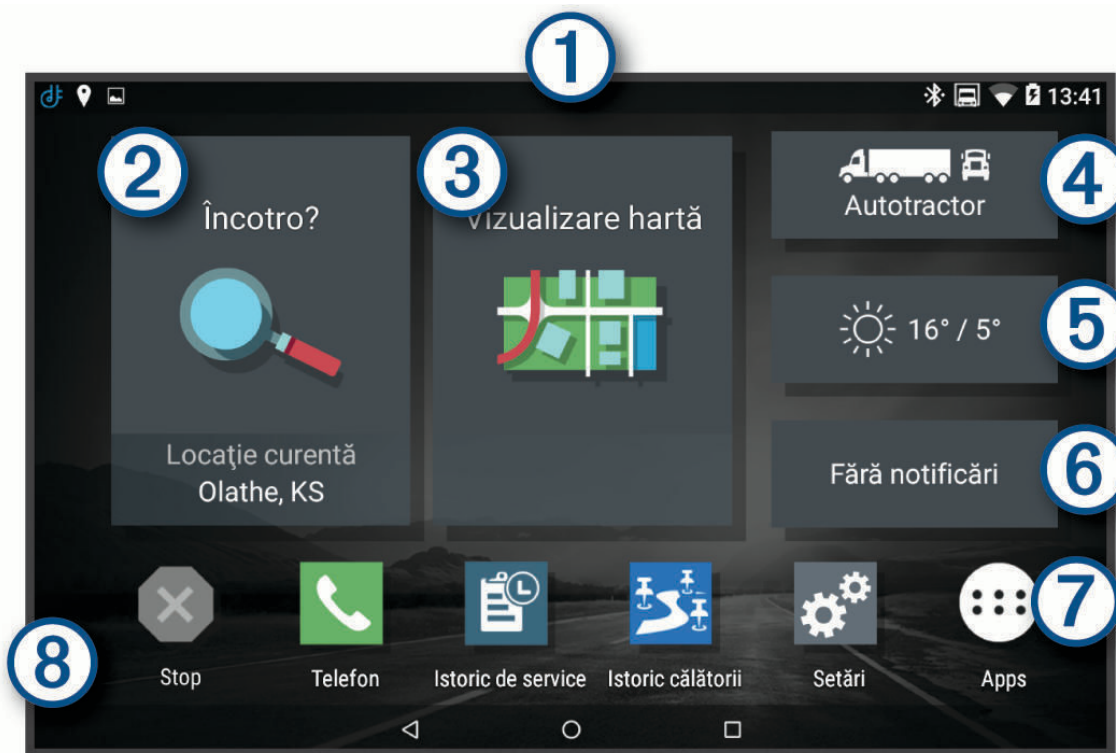 1
13:41
2
Încotro?
Locaţie curentă
Olathe, KS
3
Vizualizare hartă
4
Autotractor
5
16° / 5°
6
Fără notificări
7
8
Stop
Telefon
Istoric de service
Istoric călătorii
Setări
Apps